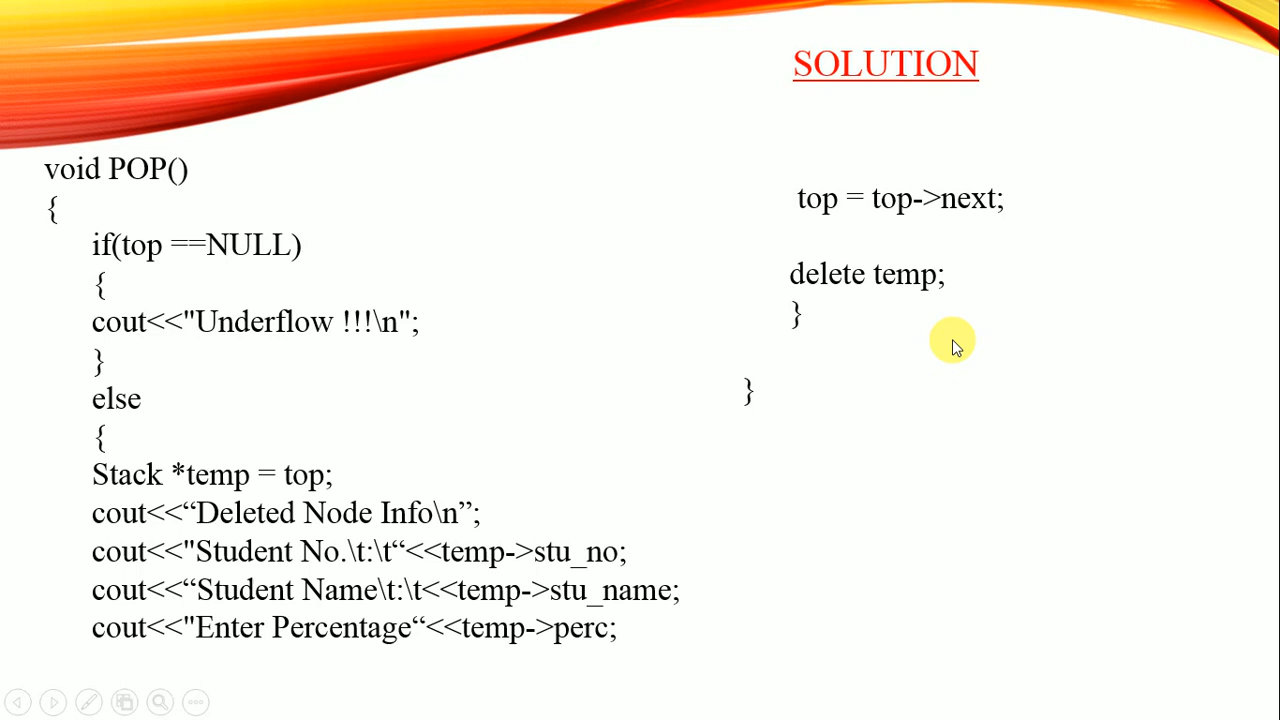 SOLUTION
void POP()
{
if(top ==NULL)
{
cout<<"Underflow !!!\n";
}
else
{
Stack *temp = top;
cout<<“Deleted Node Info\n”;
cout<<"Student No.\t:\t“<<temp->stu_no;
cout<<“Student Name\t:\t<<temp->stu_name;
cout<<"Enter Percentage“<<temp->perc;
top = top->next;
delete temp;
}
}